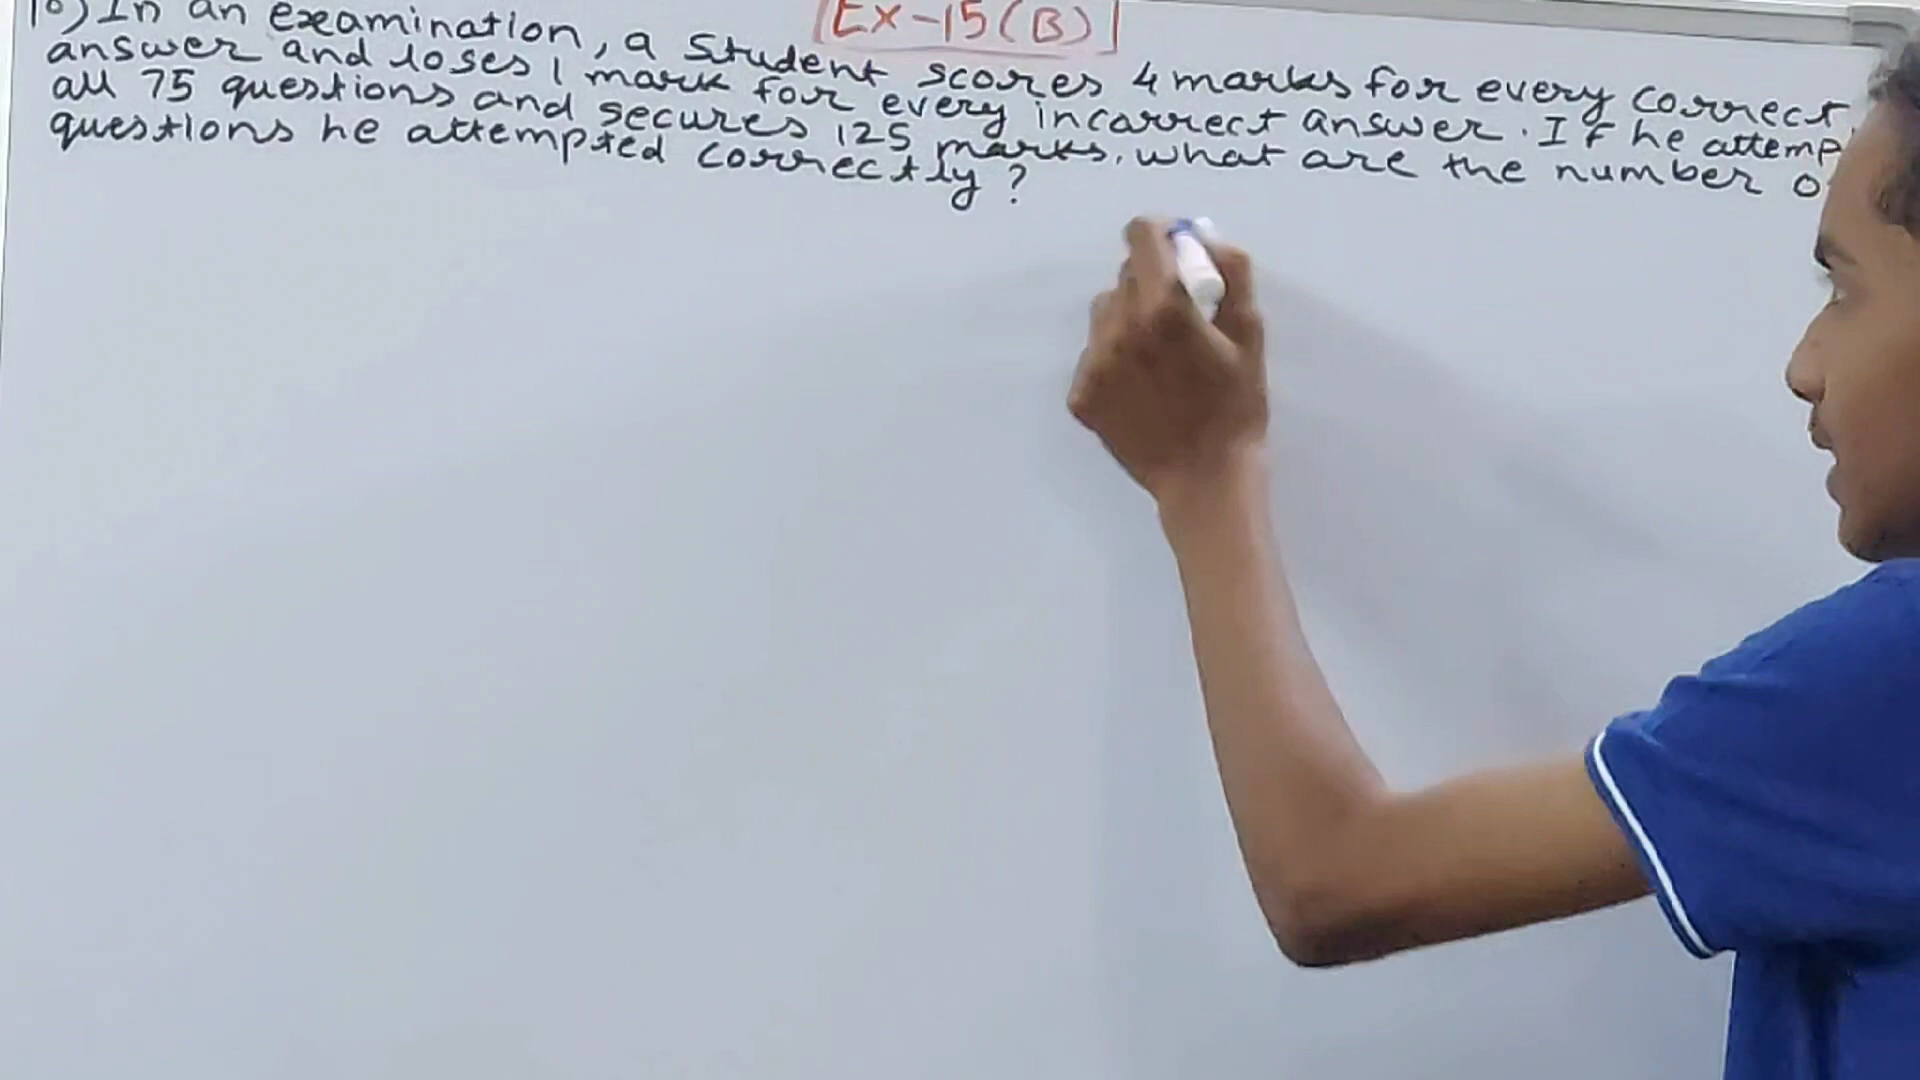 [Ex-15(B)]
10) In an examination, a student scores 4 marks for every correct
answer and loses 1 mark for every incorrect answer. If he attemp
all 75 questions and secures 125 marks, what are the number o
questions he attempted correctly?